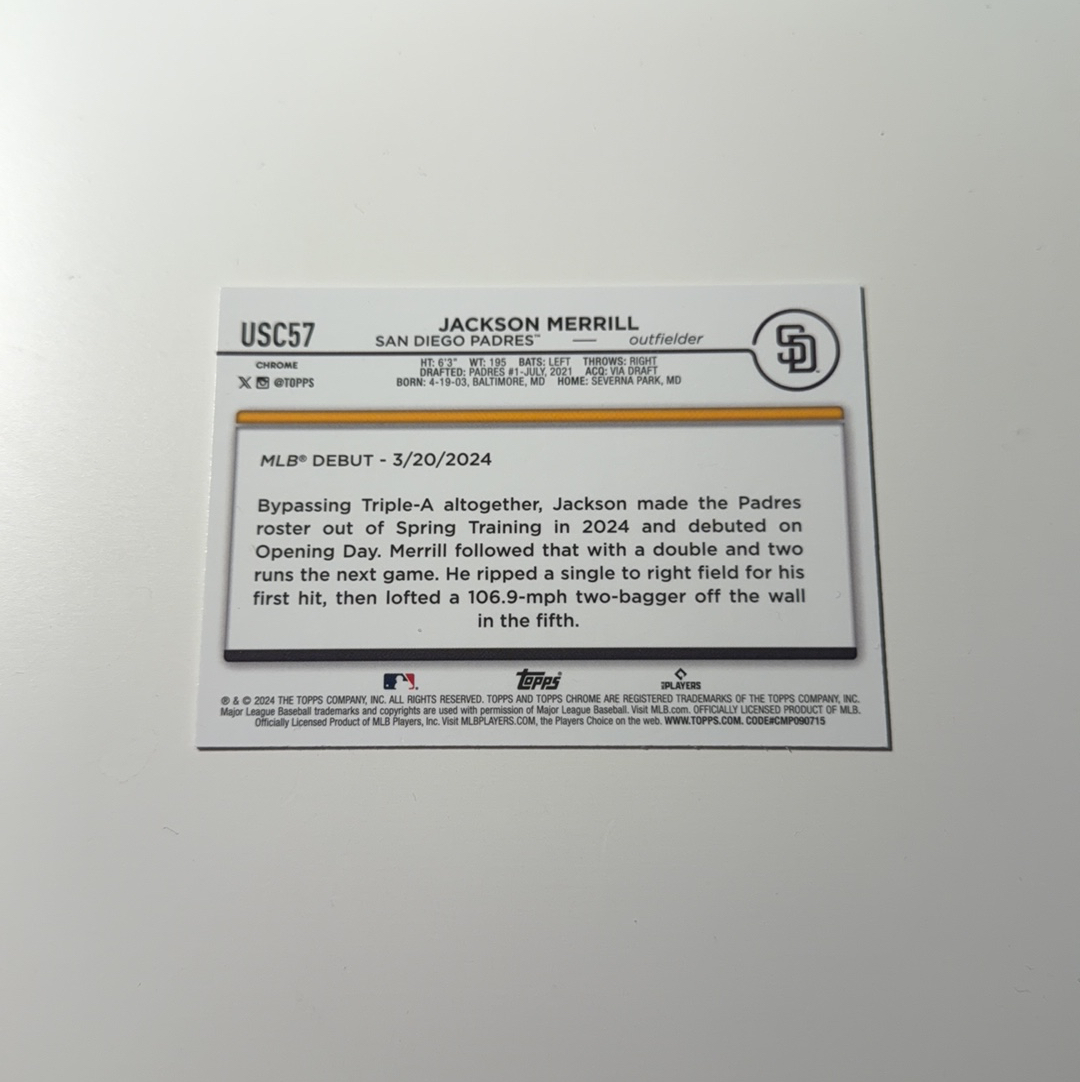 USC57
JACKSON MERRILL
SAN DIEGO PADRES™ — outfielder
SD
CHROME
X @TOPPS
HT: 6'3" WT: 195 BATS: LEFT THROWS: RIGHT
DRAFTED: PADRES #1-JULY, 2021 ACQ: VIA DRAFT
BORN: 4-19-03, BALTIMORE, MD HOME: SEVERNA PARK, MD
MLB® DEBUT - 3/20/2024
Bypassing Triple-A altogether, Jackson made the Padres
roster out of Spring Training in 2024 and debuted on
Opening Day. Merrill followed that with a double and two
runs the next game. He ripped a single to right field for his
first hit, then lofted a 106.9-mph two-bagger off the wall
in the fifth.
Topps®
PLAYERS
® & © 2024 THE TOPPS COMPANY, INC. ALL RIGHTS RESERVED. TOPPS AND TOPPS CHROME ARE REGISTERED TRADEMARKS OF THE TOPPS COMPANY, INC.
Major League Baseball trademarks and copyrights are used with permission of Major League Baseball. Visit MLB.com. OFFICIALLY LICENSED PRODUCT OF MLB.
Officially Licensed Product of MLB Players, Inc. Visit MLBPLAYERS.COM, the Players Choice on the web. WWW.TOPPS.COM. CODE#CMP090715